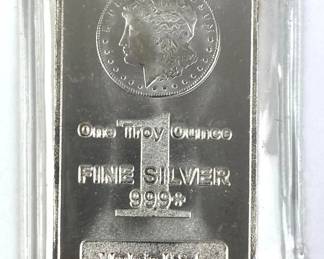 One Troy Ounce
1
FINE SILVER
999+